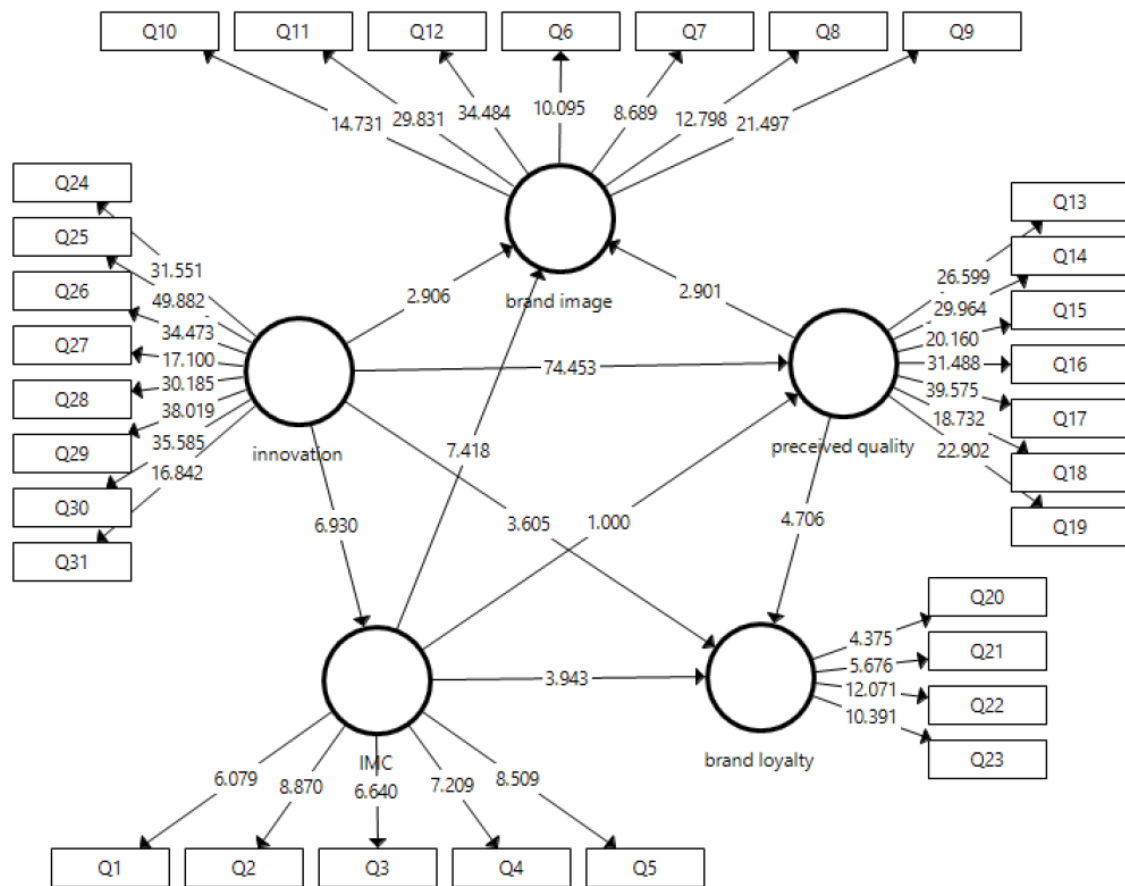 Q10 Q11 Q12 Q6 Q7 Q8 Q9
14.731 29.831 34.484 10.095 8.689 12.798 21.497
Q24
Q25
Q26
Q27
Q28
Q29
Q30
Q31
31.551
49.882
34.473
17.100
30.185
38.019
35.585
16.842
innovation
brand image
2.906
2.901
74.453
7.418
6.930
3.605
1.000
4.706
3.943
preceived quality
26.599
29.964
20.160
31.488
39.575
18.732
22.902
Q13
Q14
Q15
Q16
Q17
Q18
Q19
IMC
brand loyalty
4.375
5.676
12.071
10.391
Q20
Q21
Q22
Q23
6.079 8.870 6.640 7.209 8.509
Q1 Q2 Q3 Q4 Q5